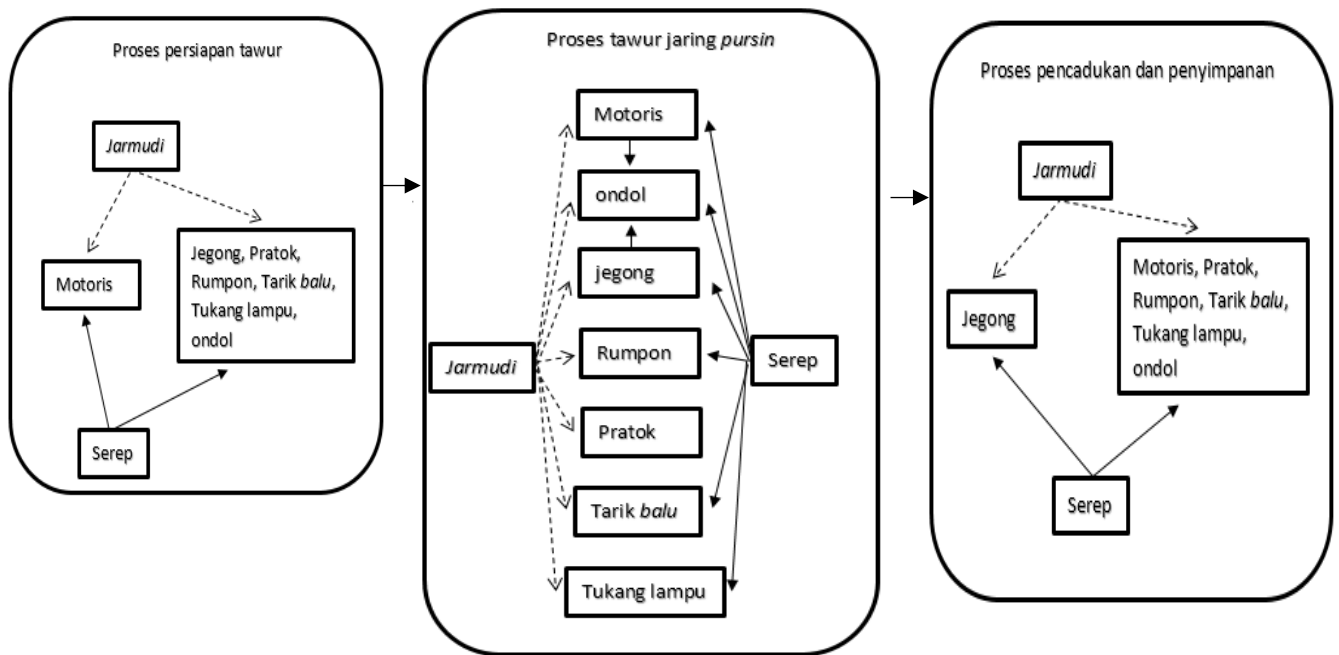 Proses persiapan tawur
Jarmudi
Motoris
Jegong, Pratok,
Rumpon, Tarik balu,
Tukang lampu,
ondol
Serep
Proses tawur jaring pursin
Motoris
ondol
jegong
Rumpon
Pratok
Tarik balu
Tukang lampu
Jarmudi
Serep
Proses pencadukan dan penyimpanan
Jarmudi
Jegong
Motoris, Pratok,
Rumpon, Tarik balu,
Tukang lampu,
ondol
Serep